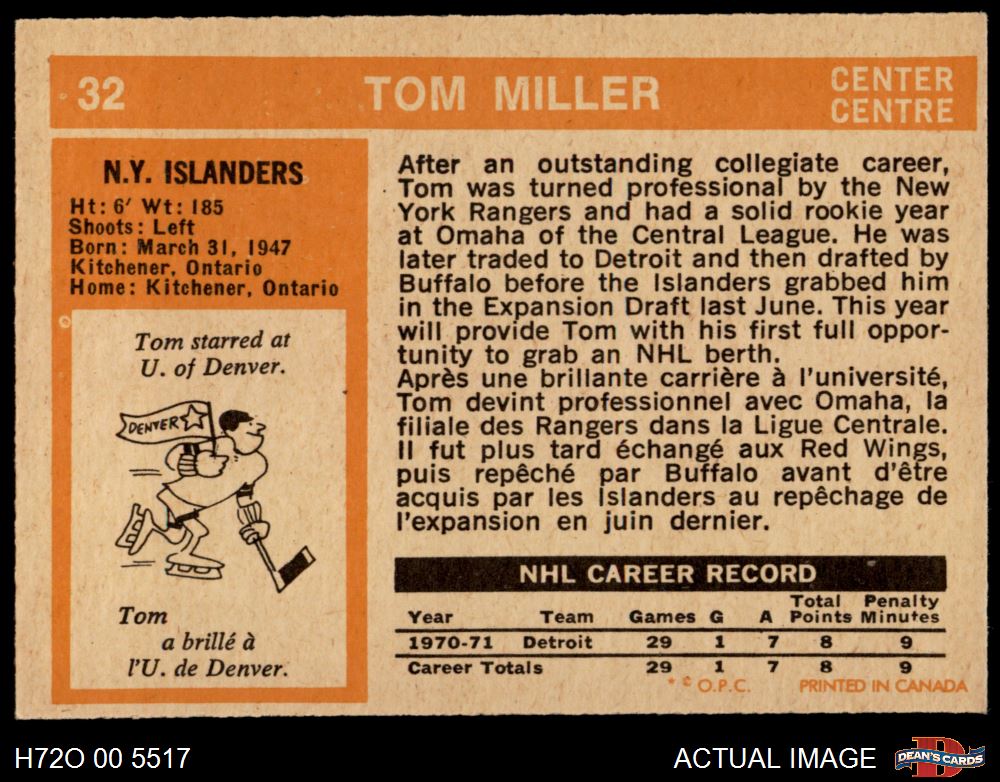 32
TOM MILLER
CENTER
CENTRE
N.Y. ISLANDERS
Ht: 6' Wt: 185
Shoots: Left
Born: March 31, 1947
Kitchener, Ontario
Home: Kitchener, Ontario
Tom starred at
U. of Denver.
DENVER
Tom
a brillé à
l'U. de Denver.
After an outstanding collegiate career,
Tom was turned professional by the New
York Rangers and had a solid rookie year
at Omaha of the Central League. He was
later traded to Detroit and then drafted by
Buffalo before the Islanders grabbed him
in the Expansion Draft last June. This year
will provide Tom with his first full oppor-
tunity to grab an NHL berth.
Après une brillante carrière à l'université,
Tom devint professionnel avec Omaha, la
filiale des Rangers dans la Ligue Centrale.
Il fut plus tard échangé aux Red Wings,
puis repêché par Buffalo avant d'être
acquis par les Islanders au repêchage de
l'expansion en juin dernier.
NHL CAREER RECORD
Year Team Games G A Total Points Penalty Minutes
1970-71 Detroit 29 1 7 8 9
Career Totals 29 1 7 8 9
* © O.P.C. PRINTED IN CANADA
H72O 00 5517
ACTUAL IMAGE
D
DEAN'S CARDS